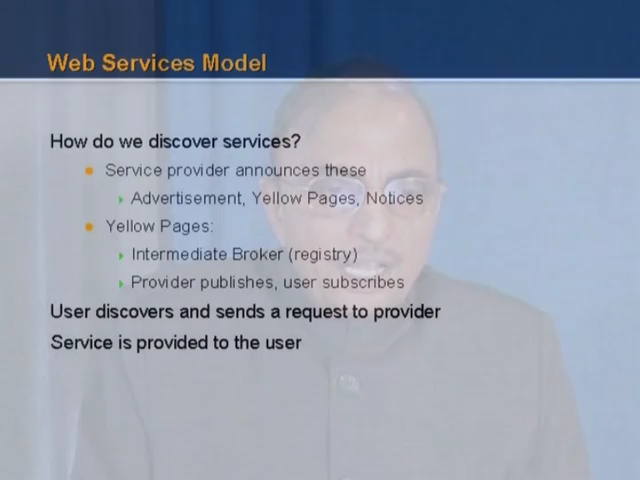 Web Services Model
How do we discover services?
Service provider announces these
Advertisement, Yellow Pages, Notices
Yellow Pages:
Intermediate Broker (registry)
Provider publishes, user subscribes
User discovers and sends a request to provider
Service is provided to the user